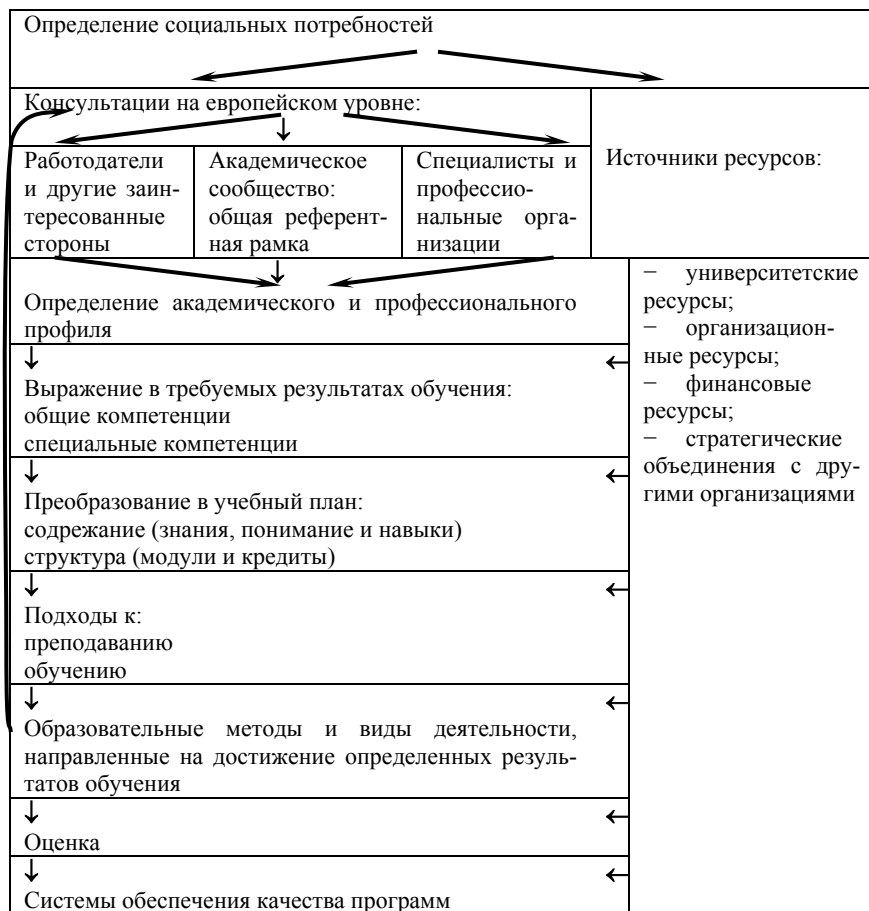 Определение социальных потребностей
Консультации на европейском уровне:
Работодатели
и другие заин-
тересованные
стороны
Академическое
сообщество:
общая референт-
ная рамка
Специалисты и
профессио-
нальные орга-
низации
Источники ресурсов:
− университетские
ресурсы;
− организацион-
ные ресурсы;
− финансовые
ресурсы;
− стратегические
объединения с дру-
гими организациями
Определение академического и профессионального
профиля
Выражение в требуемых результатах обучения:
общие компетенции
специальные компетенции
Преобразование в учебный план:
содрежание (знания, понимание и навыки)
структура (модули и кредиты)
Подходы к:
преподаванию
обучению
Образовательные методы и виды деятельности,
направленные на достижение определенных резуль-
татов обучения
Оценка
Системы обеспечения качества программ